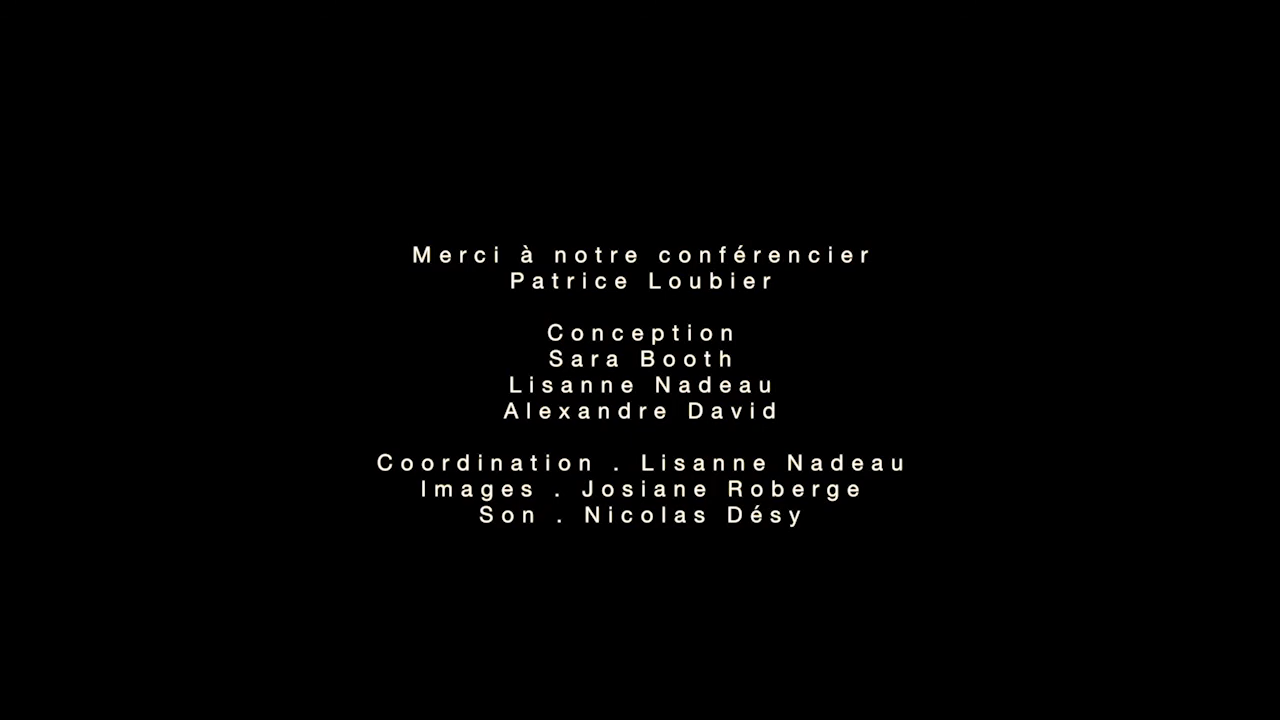 Merci à notre conférencier
Patrice Loubier
Conception
Sara Booth
Lisanne Nadeau
Alexandre David
Coordination . Lisanne Nadeau
Images . Josiane Roberge
Son . Nicolas Désy